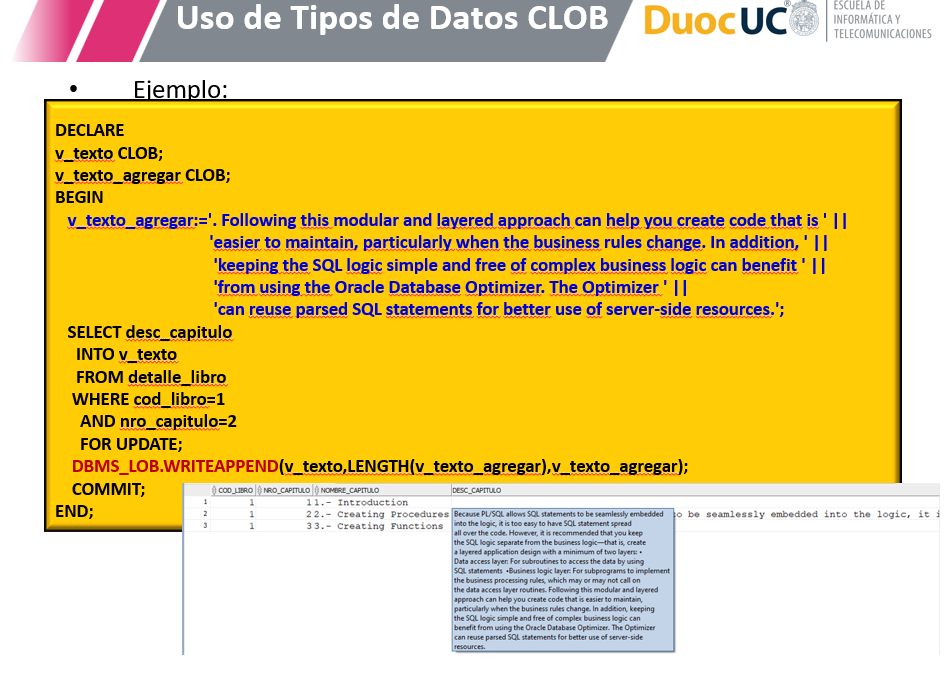 Uso de Tipos de Datos CLOB
DuocUC®
ESCUELA DE
INFORMÁTICA Y
TELECOMUNICACIONES
• Ejemplo:
DECLARE
v_texto CLOB;
v_texto_agregar CLOB;
BEGIN
v_texto_agregar:='. Following this modular and layered approach can help you create code that is ' ||
'easier to maintain, particularly when the business rules change. In addition, ' ||
'keeping the SQL logic simple and free of complex business logic can benefit ' ||
'from using the Oracle Database Optimizer. The Optimizer ' ||
'can reuse parsed SQL statements for better use of server-side resources.';
SELECT desc_capitulo
INTO v_texto
FROM detalle_libro
WHERE cod_libro=1
AND nro_capitulo=2
FOR UPDATE;
DBMS_LOB.WRITEAPPEND(v_texto,LENGTH(v_texto_agregar),v_texto_agregar);
COMMIT;
END;
COD_LIBRO NRO_CAPITULO NOMBRE_CAPITULO DESC_CAPITULO
1 1 1 1.- Introduction
2 1 2 2.- Creating Procedures o be seamlessly embedded into the logic, it i
3 1 3 3.- Creating Functions
Because PL/SQL allows SQL statements to be seamlessly embedded
into the logic, it is too easy to have SQL statement spread
all over the code. However, it is recommended that you keep
the SQL logic separate from the business logic—that is, create
a layered application design with a minimum of two layers: •
Data access layer: For subroutines to access the data by using
SQL statements •Business logic layer: For subprograms to implement
the business processing rules, which may or may not call on
the data access layer routines. Following this modular and layered
approach can help you create code that is easier to maintain,
particularly when the business rules change. In addition, keeping
the SQL logic simple and free of complex business logic can
benefit from using the Oracle Database Optimizer. The Optimizer
can reuse parsed SQL statements for better use of server-side
resources.